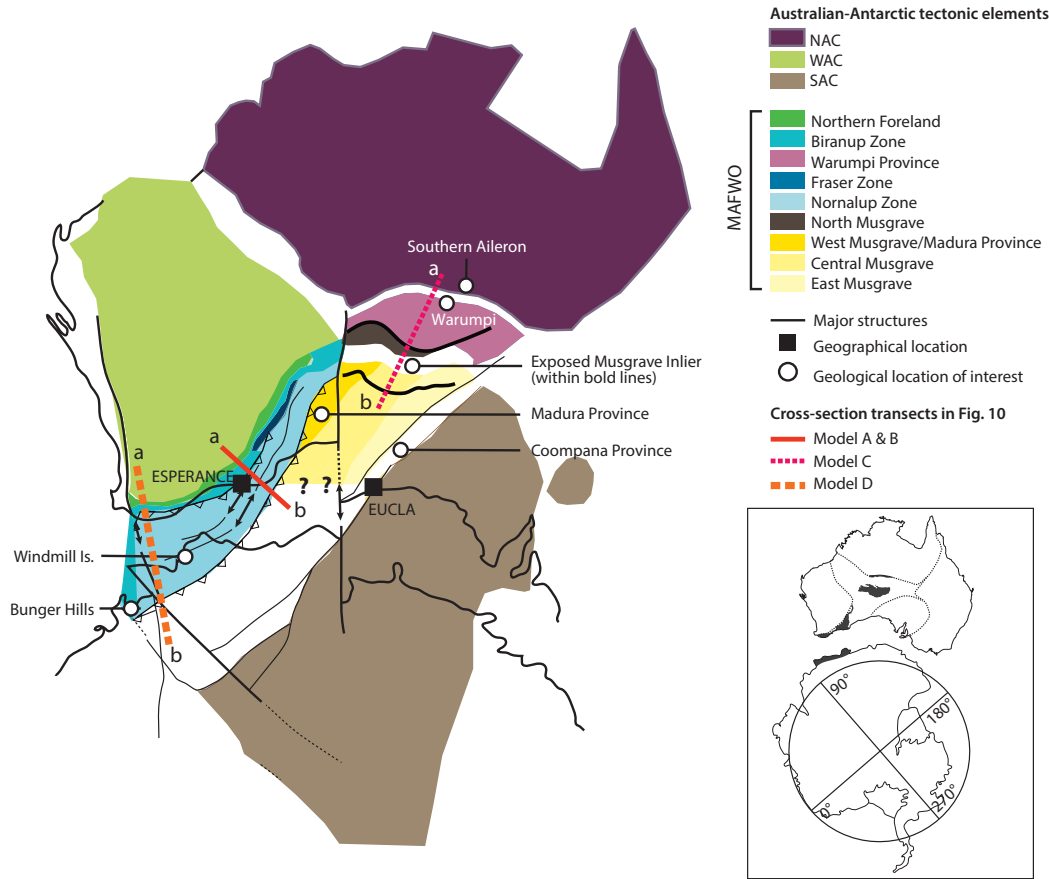 Australian-Antarctic tectonic elements
NAC
WAC
SAC
MAFWO
Northern Foreland
Biranup Zone
Warumpi Province
Fraser Zone
Nornalup Zone
North Musgrave
West Musgrave/Madura Province
Central Musgrave
East Musgrave
Major structures
Geographical location
Geological location of interest
Cross-section transects in Fig. 10
Model A & B
Model C
Model D
Southern Aileron
a
Warumpi
Exposed Musgrave Inlier
(within bold lines)
b
Madura Province
a
Coompana Province
a
ESPERANCE
? ?
b
EUCLA
Windmill Is.
Bunger Hills
b
90°
180°
0°
270°